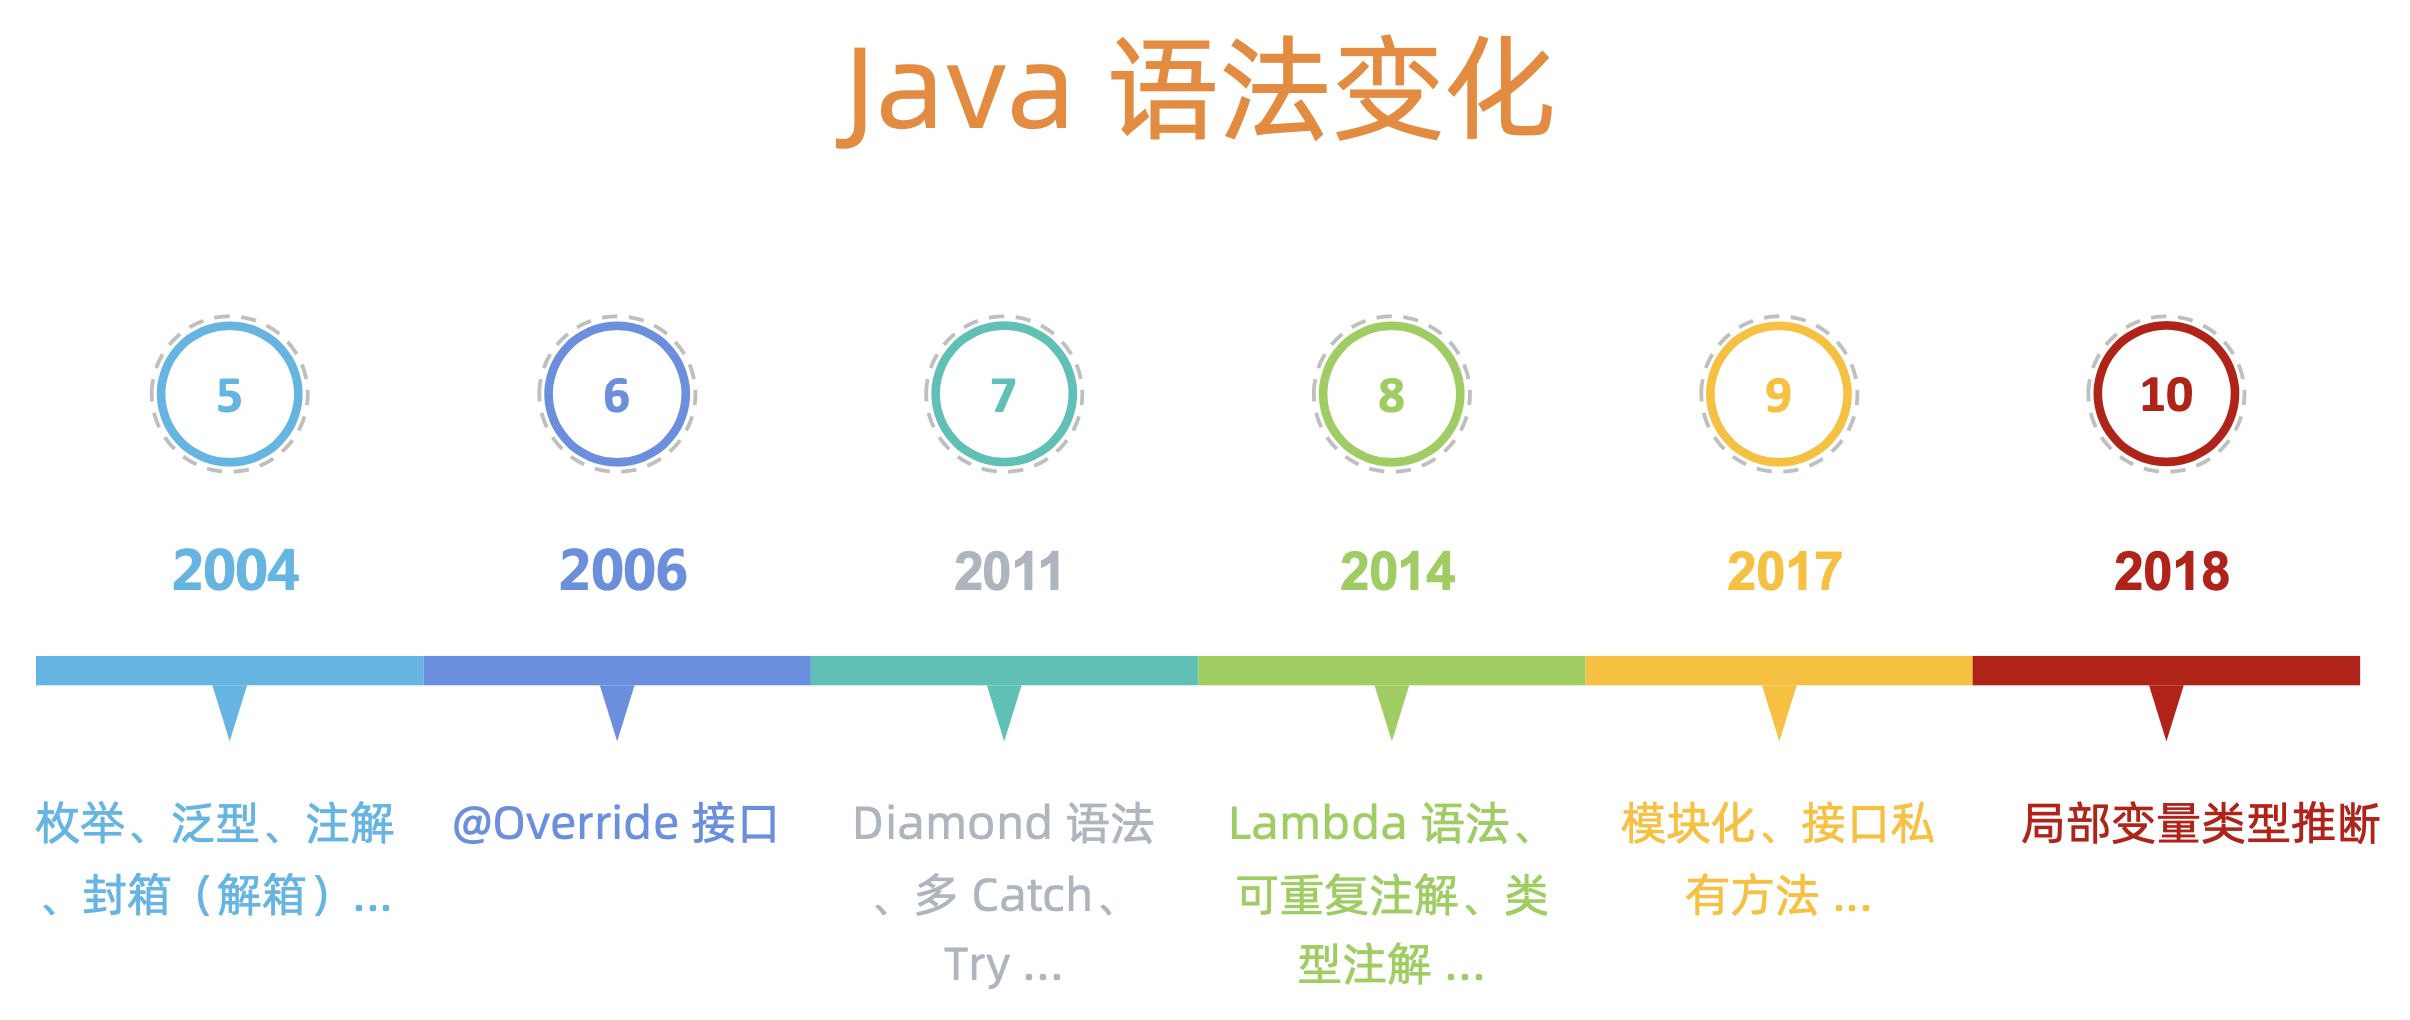 Java 语法变化
5
6
7
8
9
10
2004
2006
2011
2014
2017
2018
枚举、泛型、注解
、封箱（解箱）...
@Override 接口
Diamond 语法
、多 Catch、
Try ...
Lambda 语法、
可重复注解、类
型注解 ...
模块化、接口私
有方法 ...
局部变量类型推断